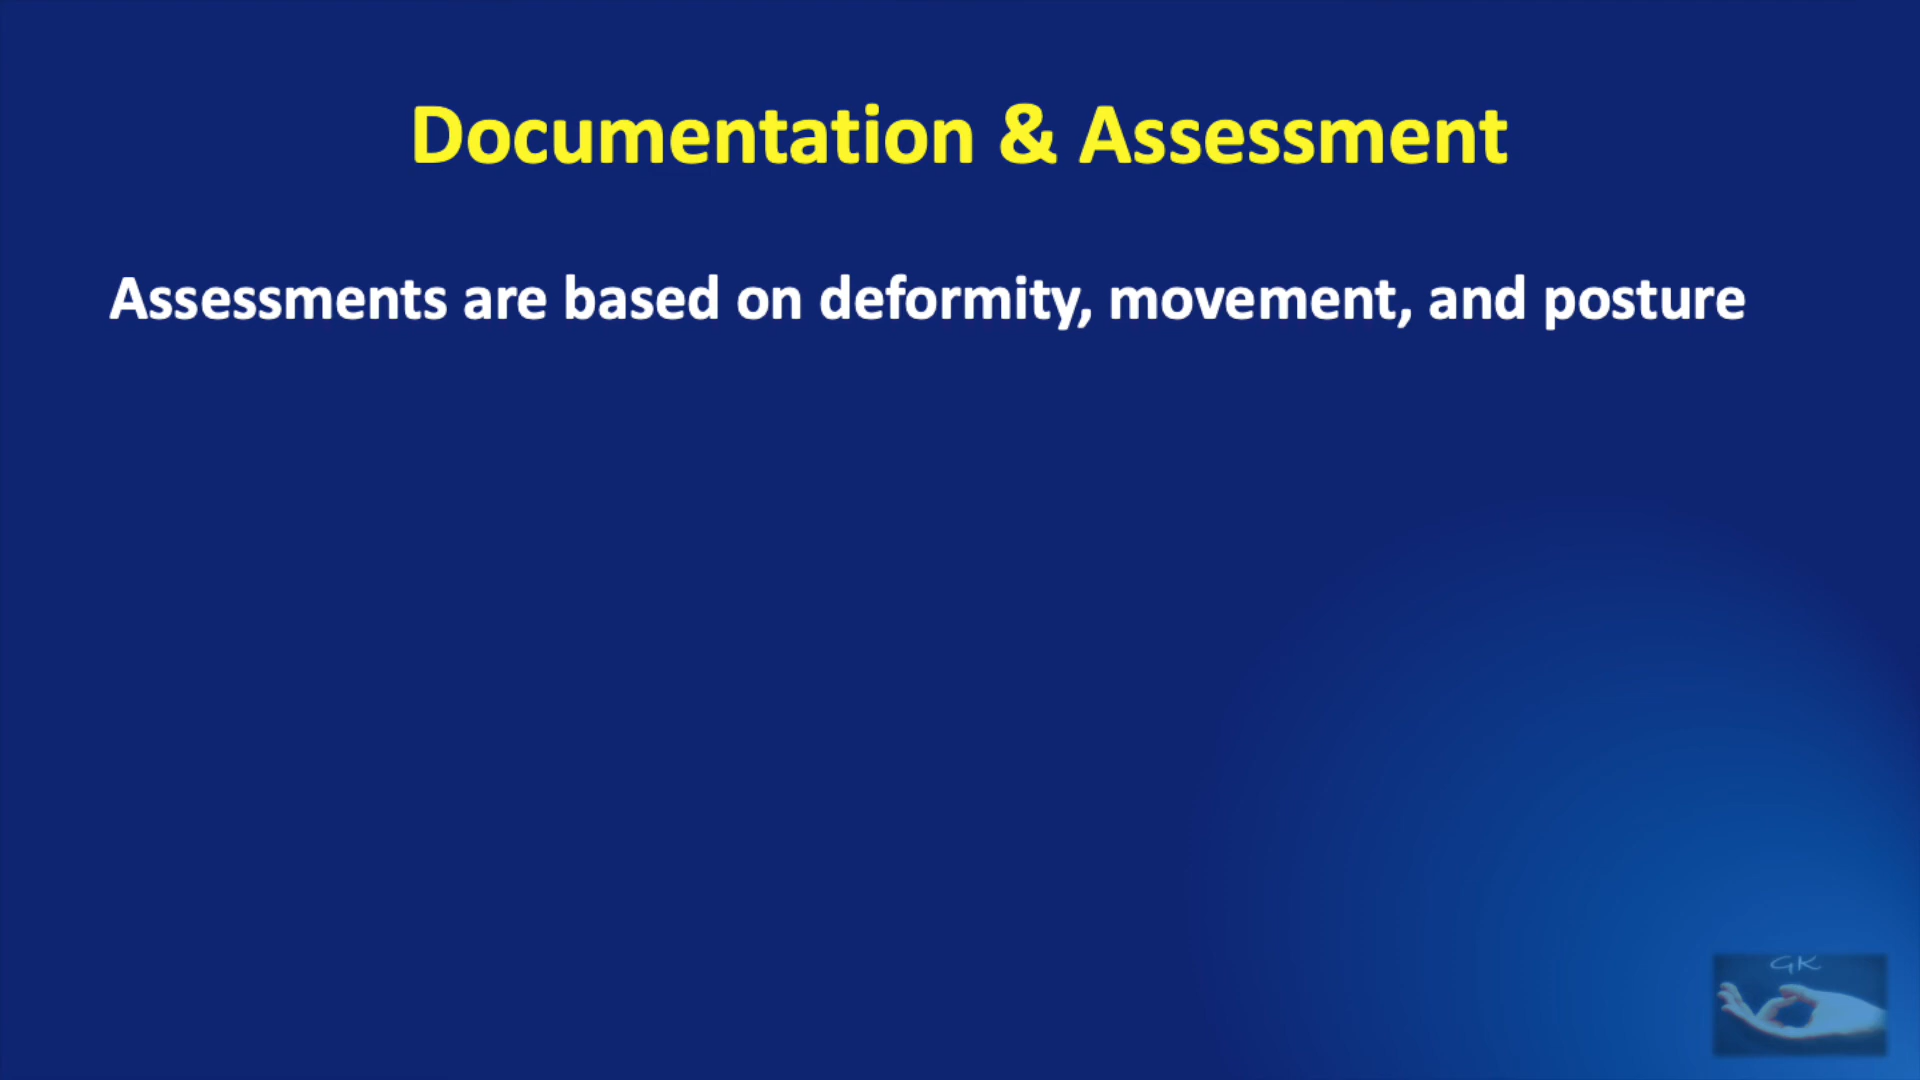 Documentation & Assessment
Assessments are based on deformity, movement, and posture
GK